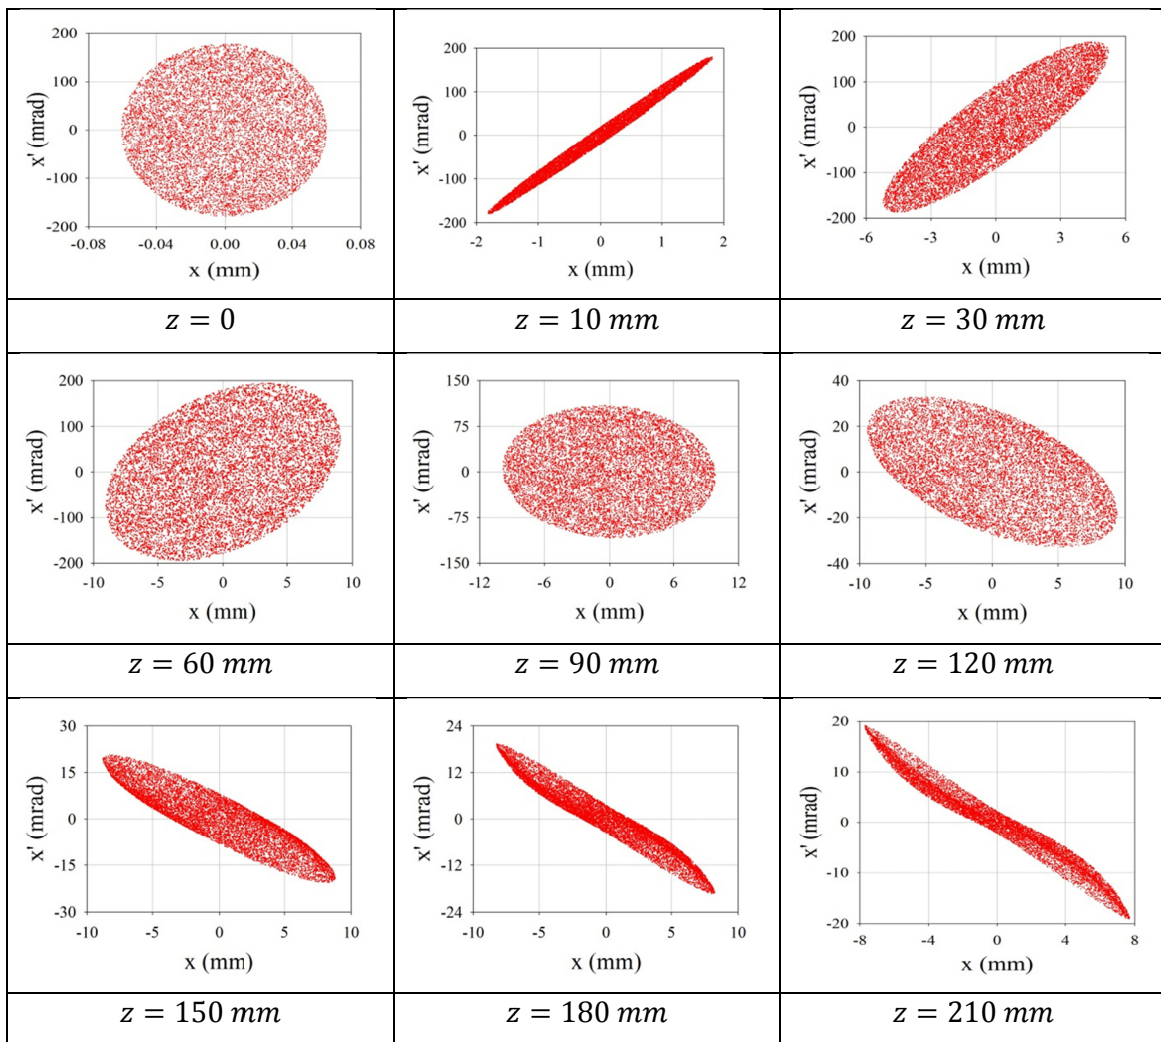 200
100
0
-100
-200
x' (mrad)
-0.08 -0.04 0.00 0.04 0.08
x (mm)
z = 0
200
100
0
-100
-200
x' (mrad)
-2 -1 0 1 2
x (mm)
z = 10 mm
200
100
0
-100
-200
x' (mrad)
-6 -3 0 3 6
x (mm)
z = 30 mm
200
100
0
-100
-200
x' (mrad)
-10 -5 0 5 10
x (mm)
z = 60 mm
150
75
0
-75
-150
x' (mrad)
-12 -6 0 6 12
x (mm)
z = 90 mm
40
20
0
-20
-40
x' (mrad)
-10 -5 0 5 10
x (mm)
z = 120 mm
30
15
0
-15
-30
x' (mrad)
-10 -5 0 5 10
x (mm)
z = 150 mm
24
12
0
-12
-24
x' (mrad)
-10 -5 0 5 10
x (mm)
z = 180 mm
20
10
0
-10
-20
x' (mrad)
-8 -4 0 4 8
x (mm)
z = 210 mm